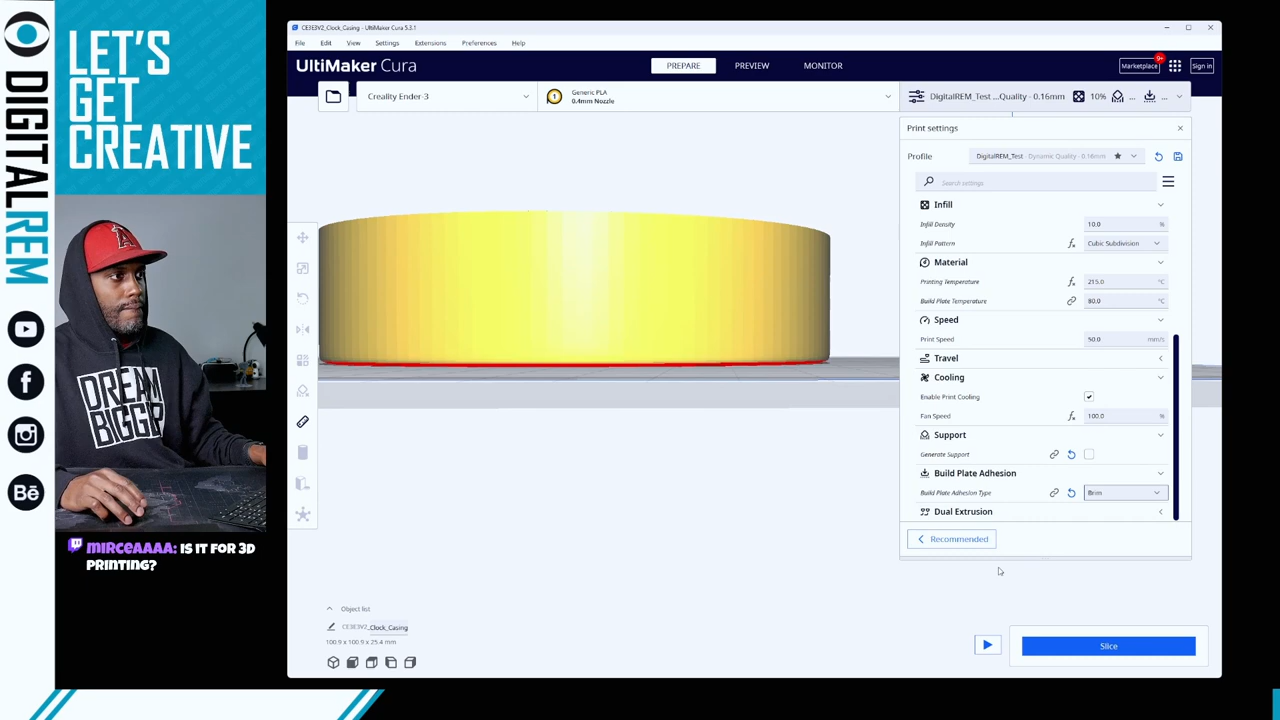 DIGITALREM
LET'S
GET
CREATIVE
A
DREAM
BIGGER
MIRCEAAAA: IS IT FOR 3D
PRINTING?
Bē
CE3E3V2_Clock_Casing - UltiMaker Cura 5.3.1
File Edit View Settings Extensions Preferences Help
UltiMaker Cura
PREPARE PREVIEW MONITOR
Marketplace 9+ Sign in
Creality Ender-3
1 Generic PLA
0.4mm Nozzle
DigitalREM_Test ...Quality - 0.16mm 10% ... ...
Print settings
Profile DigitalREM_Test - Dynamic Quality - 0.16mm
Search settings
Infill
Infill Density 10.0 %
Infill Pattern Cubic Subdivision
Material
Printing Temperature 215.0 °C
Build Plate Temperature 80.0 °C
Speed
Print Speed 50.0 mm/s
Travel
Cooling
Enable Print Cooling
Fan Speed 100.0 %
Support
Generate Support
Build Plate Adhesion
Build Plate Adhesion Type Brim
Dual Extrusion
Recommended
Object list
CE3E3V2_Clock_Casing
100.9 x 100.9 x 25.4 mm
Slice